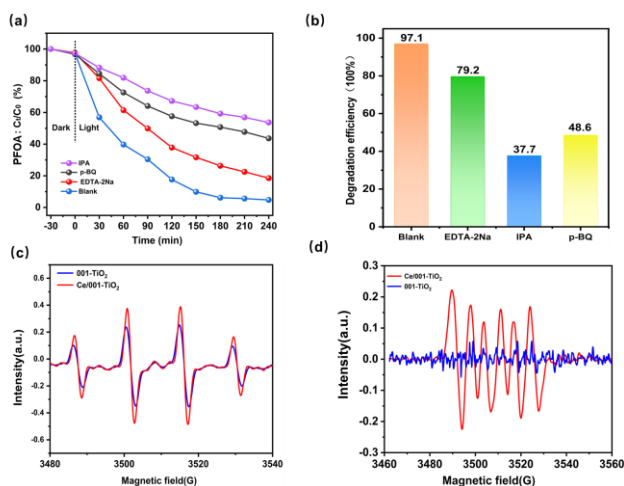 (a)
100
80
60
40
20
0
PFOA: Ct/C0 (%)
Dark
Light
IPA
p-BQ
EDTA-2Na
Blank
-30 0 30 60 90 120 150 180 210 240
Time (min)
(b)
120
100
80
60
40
20
0
Degradation efficiency (100%)
97.1
79.2
37.7
48.6
Blank EDTA-2Na IPA p-BQ
(c)
001-TiO2
Ce/001-TiO2
0.6
0.4
0.2
0.0
-0.2
-0.4
-0.6
Intensity(a.u.)
3480 3500 3520 3540
Magnetic field(G)
(d)
Ce/001-TiO2
001-TiO2
0.3
0.2
0.1
0.0
-0.1
-0.2
-0.3
Intensity(a.u.)
3460 3480 3500 3520 3540 3560
Magnetic field(G)